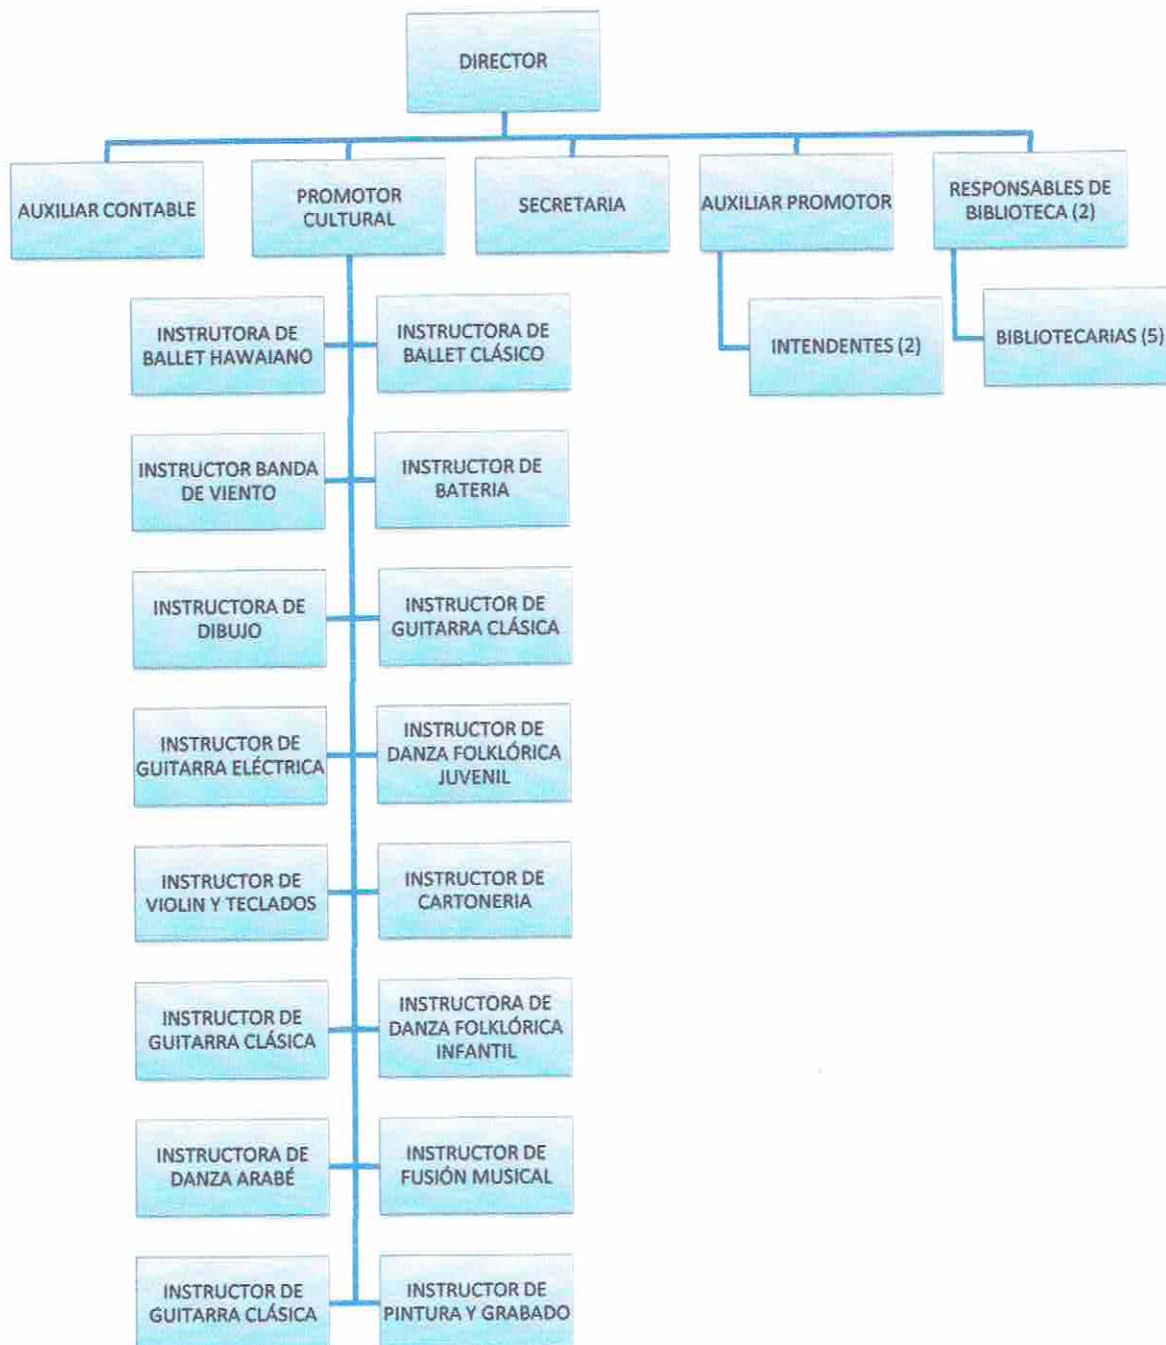 DIRECTOR
AUXILIAR CONTABLE
PROMOTOR
CULTURAL
SECRETARIA
AUXILIAR PROMOTOR
RESPONSABLES DE
BIBLIOTECA (2)
INSTRUTORA DE
BALLET HAWAIANO
INSTRUCTORA DE
BALLET CLÁSICO
INTENDENTES (2)
BIBLIOTECARIAS (5)
INSTRUCTOR BANDA
DE VIENTO
INSTRUCTOR DE
BATERIA
INSTRUCTORA DE
DIBUJO
INSTRUCTOR DE
GUITARRA CLÁSICA
INSTRUCTOR DE
GUITARRA ELÉCTRICA
INSTRUCTOR DE
DANZA FOLKLÓRICA
JUVENIL
INSTRUCTOR DE
VIOLIN Y TECLADOS
INSTRUCTOR DE
CARTONERIA
INSTRUCTOR DE
GUITARRA CLÁSICA
INSTRUCTORA DE
DANZA FOLKLÓRICA
INFANTIL
INSTRUCTORA DE
DANZA ARABÉ
INSTRUCTOR DE
FUSIÓN MUSICAL
INSTRUCTOR DE
GUITARRA CLÁSICA
INSTRUCTOR DE
PINTURA Y GRABADO